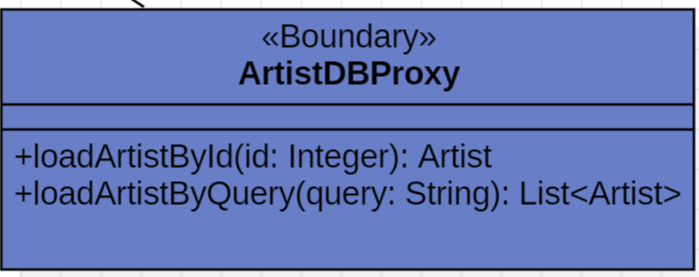 «Boundary»
ArtistDBProxy
+loadArtistById(id: Integer): Artist
+loadArtistByQuery(query: String): List<Artist>